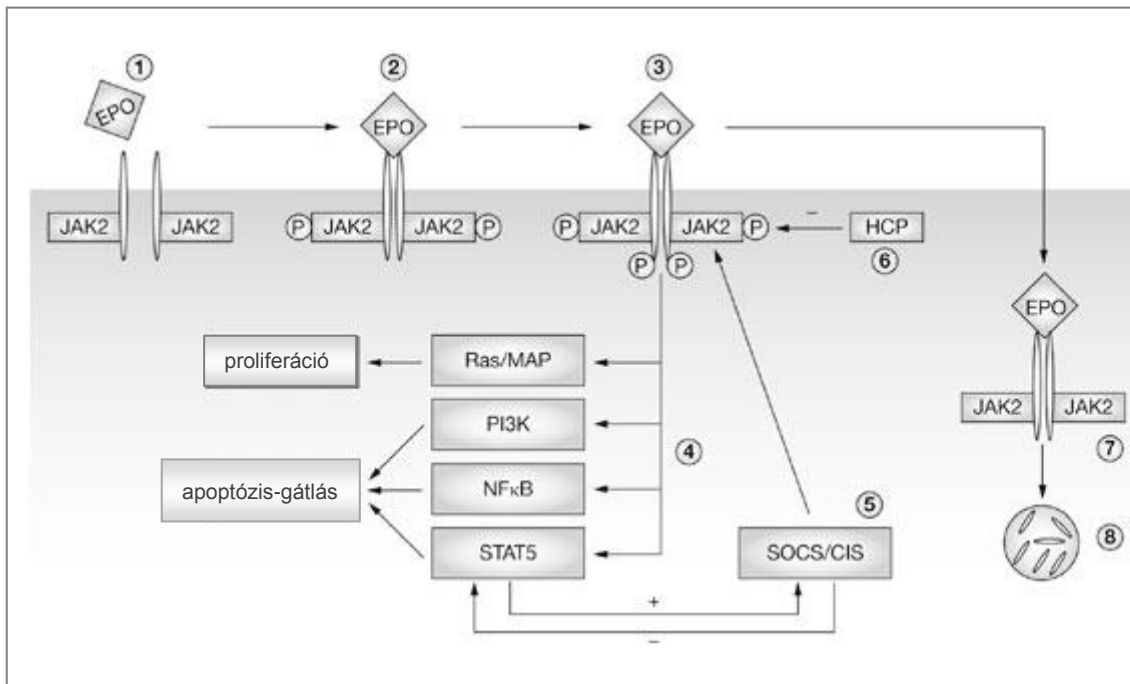 1
2
3
EPO
EPO
EPO
JAK2
JAK2
P
JAK2
JAK2
P
P
JAK2
JAK2
P
–
HCP
P
P
6
EPO
proliferáció
Ras/MAP
JAK2
JAK2
PI3K
4
7
apoptózis-gátlás
NFκB
5
STAT5
SOCS/CIS
8
+
–